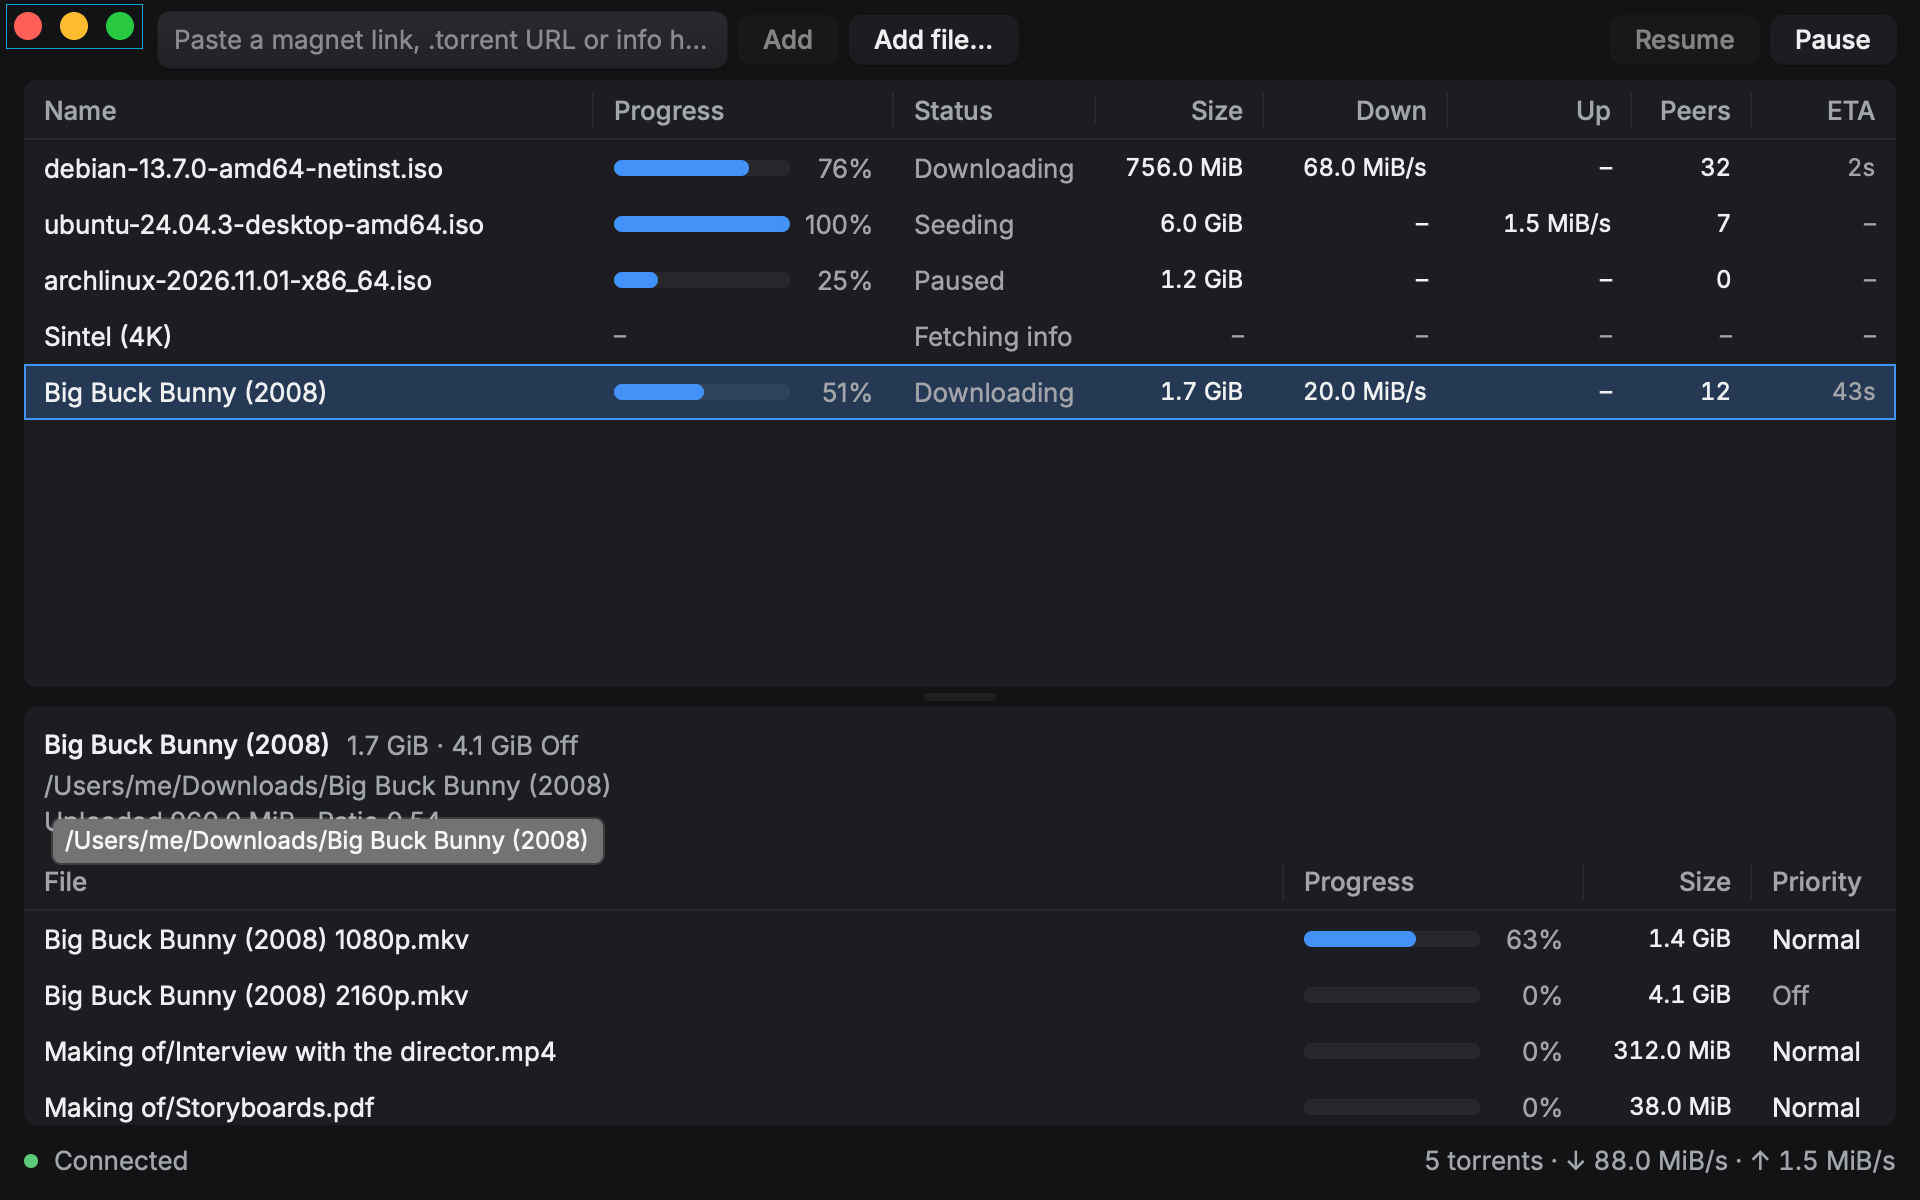 Paste a magnet link, .torrent URL or info h... Add Add file... Resume Pause
Name Progress Status Size Down Up Peers ETA
debian-13.7.0-amd64-netinst.iso 76% Downloading 756.0 MiB 68.0 MiB/s – 32 2s
ubuntu-24.04.3-desktop-amd64.iso 100% Seeding 6.0 GiB – 1.5 MiB/s 7 –
archlinux-2026.11.01-x86_64.iso 25% Paused 1.2 GiB – – 0 –
Sintel (4K) – Fetching info – – – – –
Big Buck Bunny (2008) 51% Downloading 1.7 GiB 20.0 MiB/s – 12 43s
Big Buck Bunny (2008) 1.7 GiB · 4.1 GiB Off
/Users/me/Downloads/Big Buck Bunny (2008)
/Users/me/Downloads/Big Buck Bunny (2008)
File Progress Size Priority
Big Buck Bunny (2008) 1080p.mkv 63% 1.4 GiB Normal
Big Buck Bunny (2008) 2160p.mkv 0% 4.1 GiB Off
Making of/Interview with the director.mp4 0% 312.0 MiB Normal
Making of/Storyboards.pdf 0% 38.0 MiB Normal
Connected 5 torrents · ↓ 88.0 MiB/s · ↑ 1.5 MiB/s